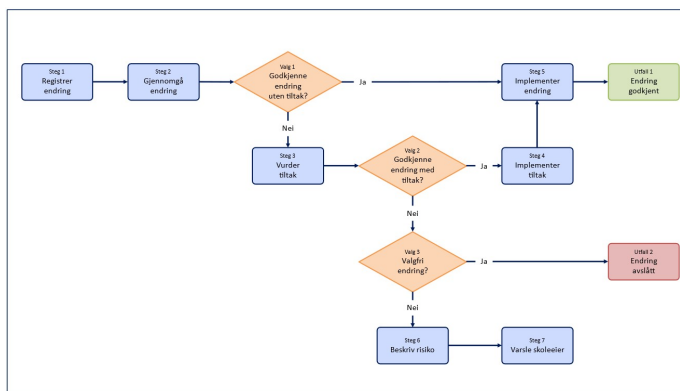 Steg 1
Registrer
endring
Steg 2
Gjennomgå
endring
Valg 1
Godkjenne
endring
uten tiltak?
Ja
Steg 5
Implementer
endring
Utfall 1
Endring
godkjent
Nei
Steg 3
Vurder
tiltak
Valg 2
Godkjenne
endring med
tiltak?
Ja
Steg 4
Implementer
tiltak
Nei
Valg 3
Valgfri
endring?
Ja
Utfall 2
Endring
avslått
Nei
Steg 6
Beskriv risiko
Steg 7
Varsle skoleeier